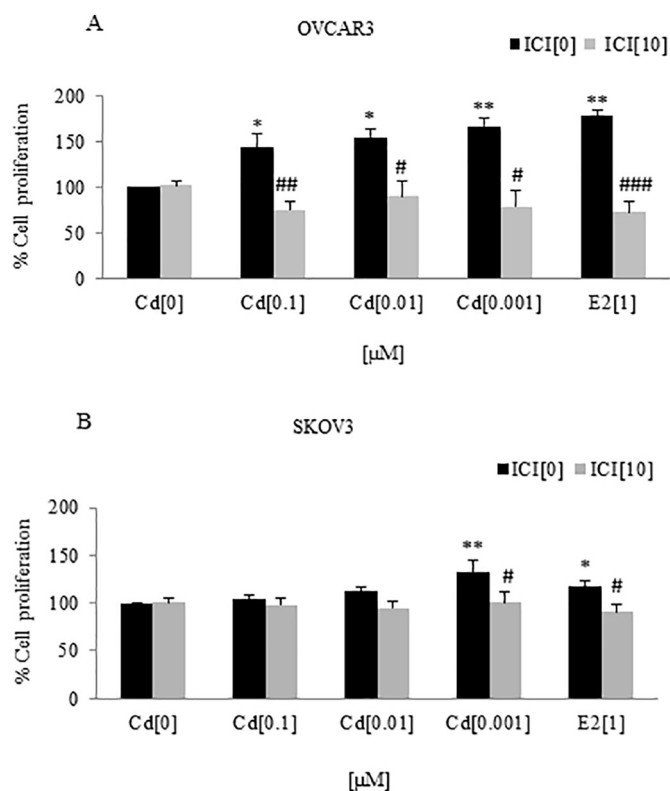 A
OVCAR3
ICI[0] ICI[10]
% Cell proliferation
200
150
100
50
0
* ## * # ** # ** ###
Cd[0] Cd[0.1] Cd[0.01] Cd[0.001] E2[1]
[µM]
B
SKOV3
ICI[0] ICI[10]
% Cell proliferation
200
150
100
50
0
** # * #
Cd[0] Cd[0.1] Cd[0.01] Cd[0.001] E2[1]
[µM]